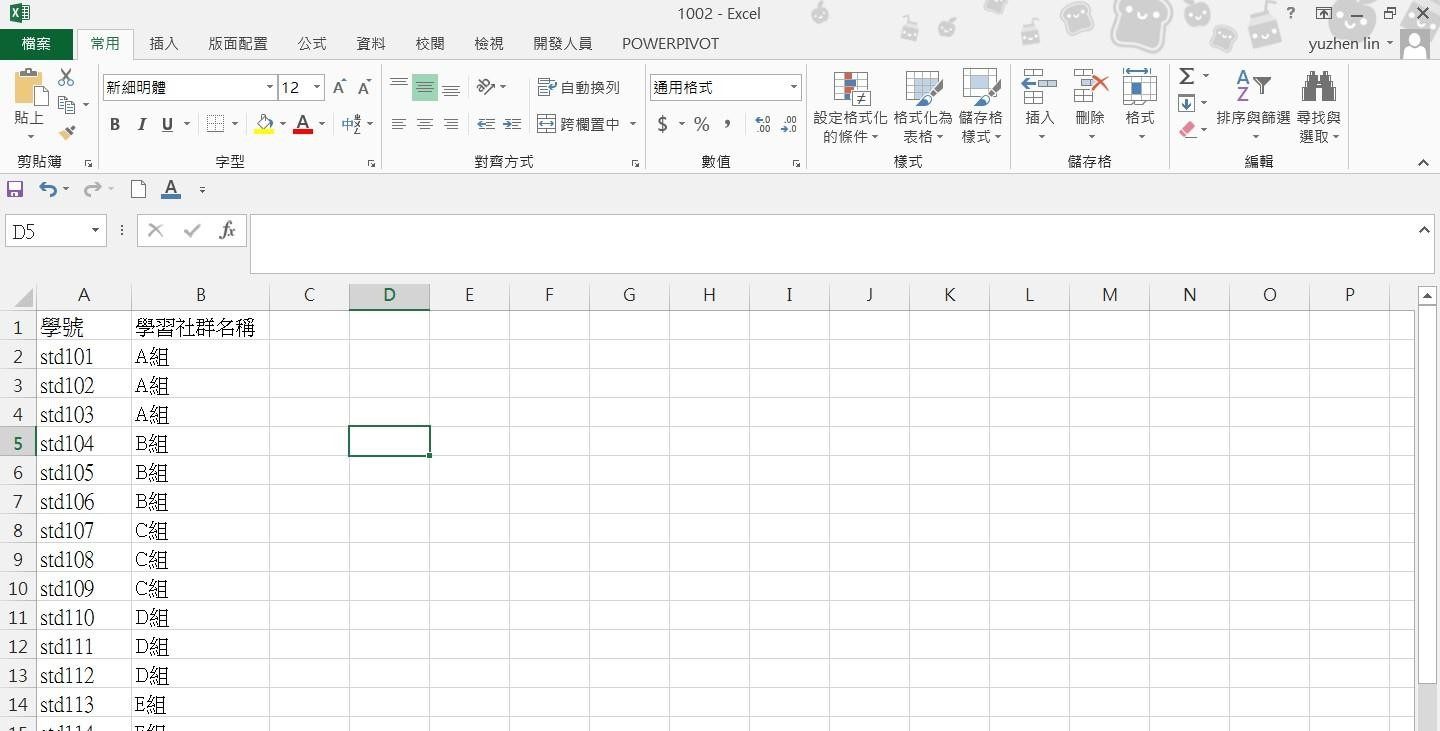 1002 - Excel
?
檔案 常用 插入 版面配置 公式 資料 校閱 檢視 開發人員 POWERPIVOT yuzhen lin
新細明體 12 A A 自動換列 通用格式
貼上 B I U A 中 跨欄置中 $ % , 設定格式化的條件 格式化為表格 儲存格樣式 插入 刪除 格式 Σ 排序與篩選 尋找與選取
剪貼簿 字型 對齊方式 數值 樣式 儲存格 編輯
A
D5 fx
A B C D E F G H I J K L M N O P
1 學號 學習社群名稱
2 std101 A組
3 std102 A組
4 std103 A組
5 std104 B組
6 std105 B組
7 std106 B組
8 std107 C組
9 std108 C組
10 std109 C組
11 std110 D組
12 std111 D組
13 std112 D組
14 std113 E組